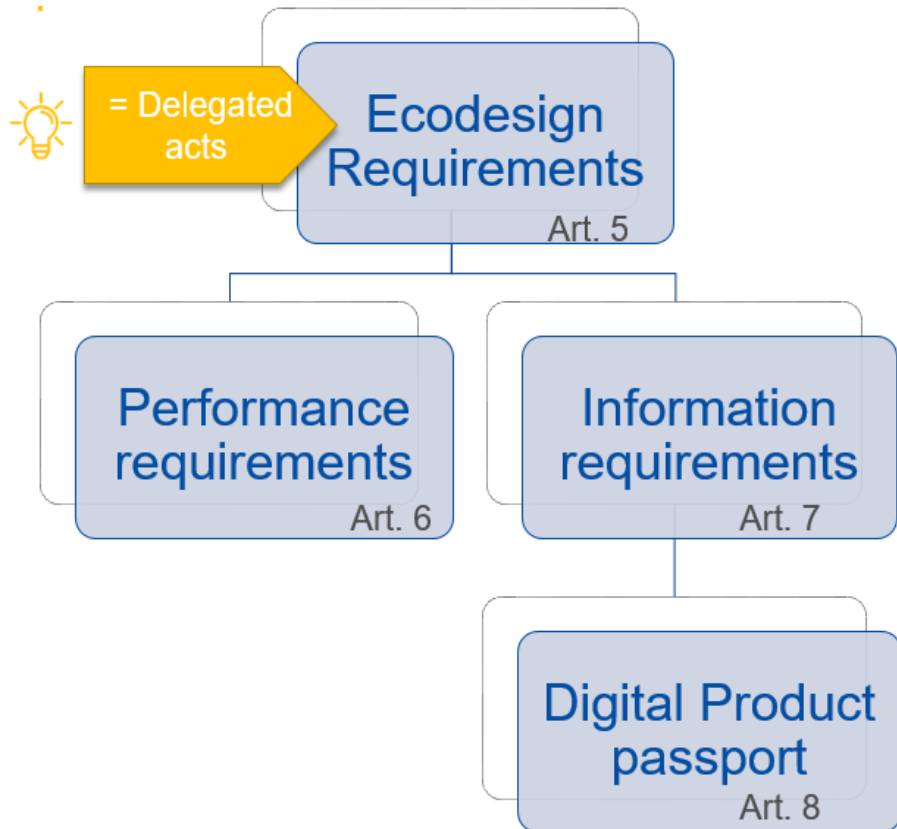 = Delegated
acts
Ecodesign
Requirements
Art. 5
Performance
requirements
Art. 6
Information
requirements
Art. 7
Digital Product
passport
Art. 8